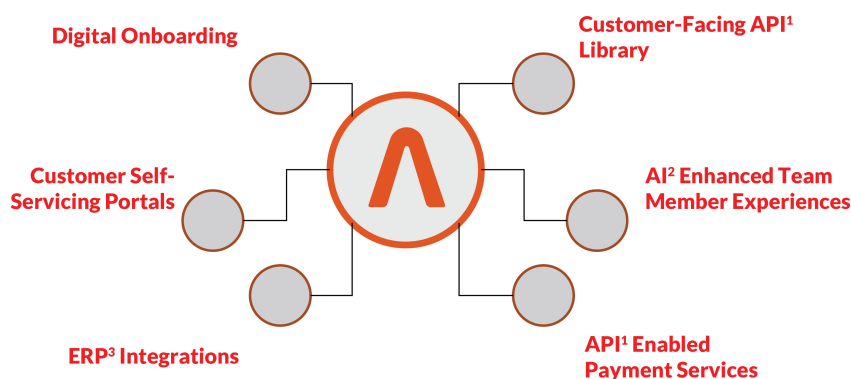 Digital Onboarding
Customer-Facing API¹
Library
Customer Self-
Servicing Portals
AI² Enhanced Team
Member Experiences
ERP³ Integrations
API¹ Enabled
Payment Services